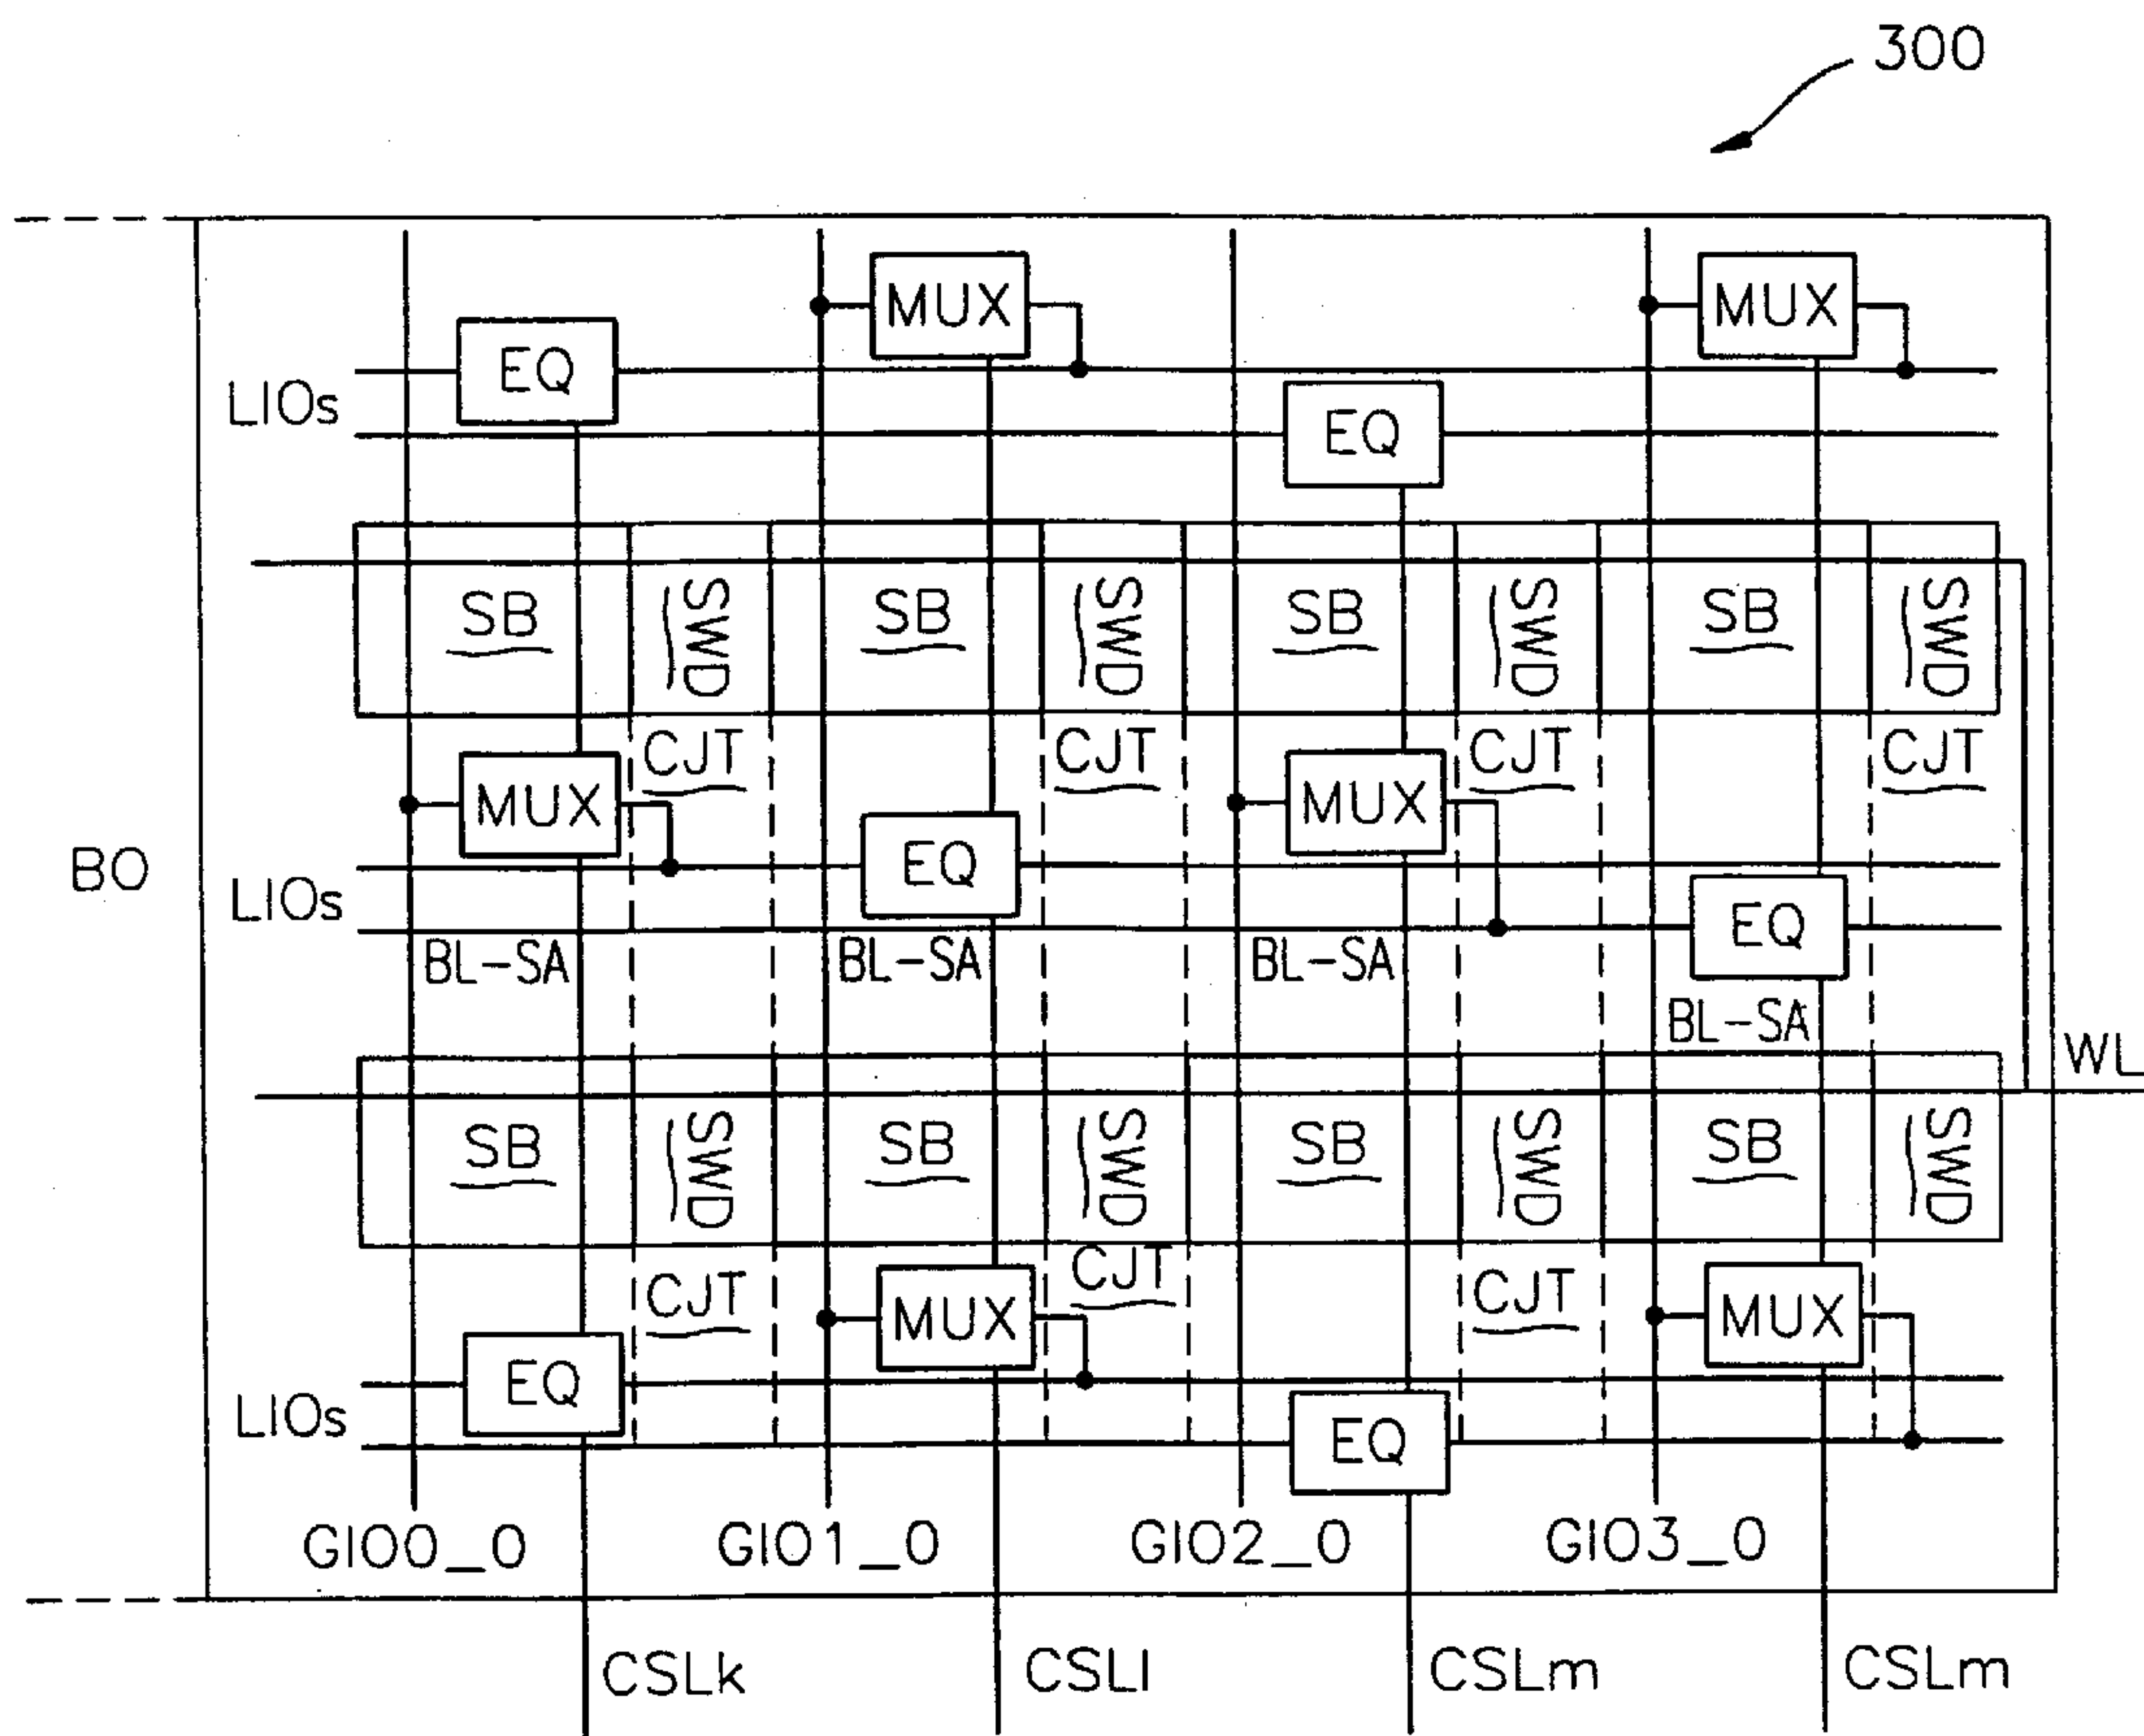 300
MUX MUX
EQ
LIOs
EQ
SB SWD SB SWD SB SWD SB SWD
CJT CJT CJT CJT
MUX MUX
BO
EQ
LIOs
EQ
BL-SA BL-SA BL-SA
BL-SA
WL
SB SWD SB SWD SB SWD SB SWD
CJT CJT CJT
MUX MUX
EQ
LIOs
EQ
GIO0_0 GIO1_0 GIO2_0 GIO3_0
CSLk CSLl CSLm CSLm